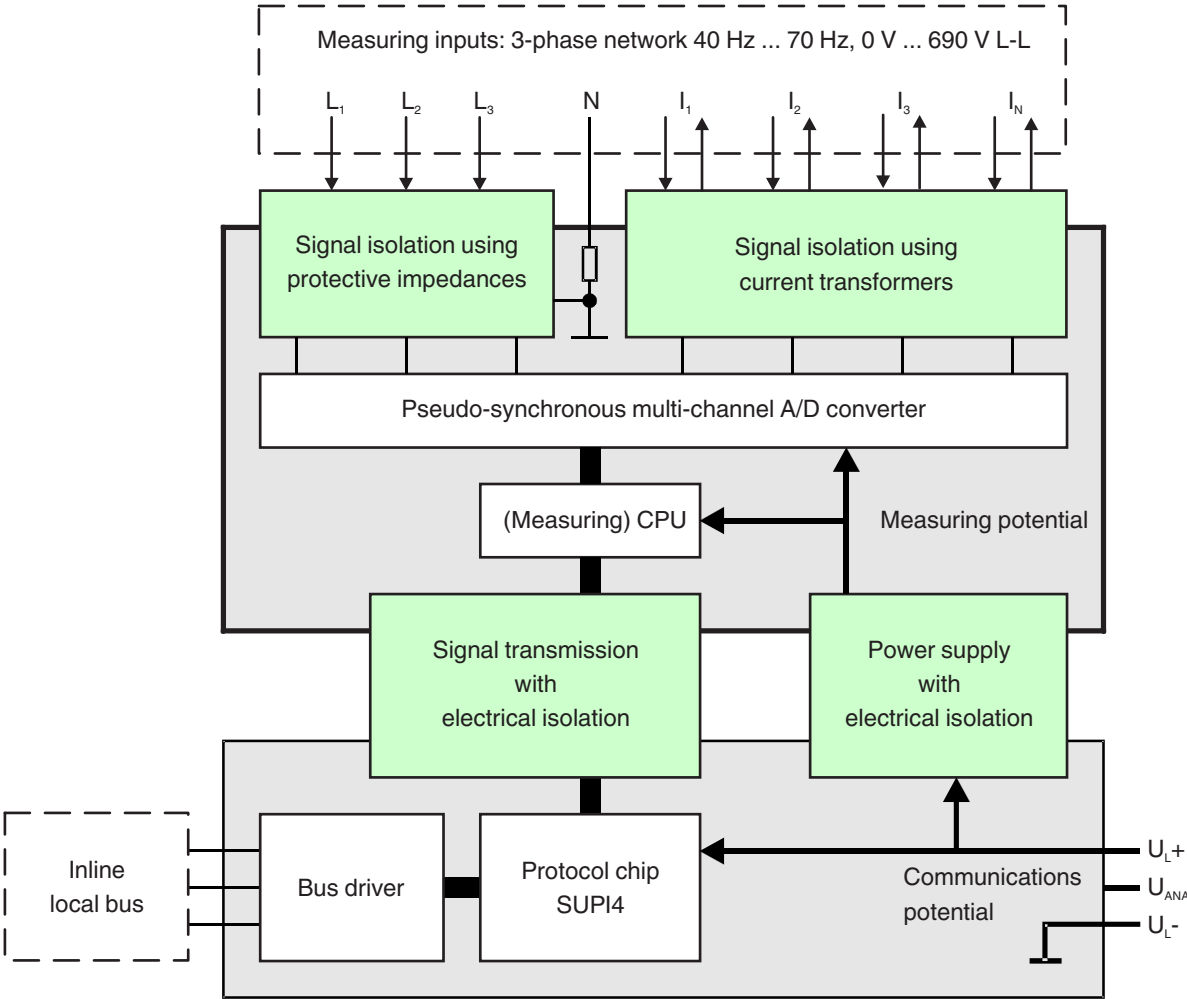 Measuring inputs: 3-phase network 40 Hz ... 70 Hz, 0 V ... 690 V L-L
L1 L2 L3 N I1 I2 I3 IN
Signal isolation using
protective impedances
Signal isolation using
current transformers
Pseudo-synchronous multi-channel A/D converter
(Measuring) CPU
Measuring potential
Signal transmission
with
electrical isolation
Power supply
with
electrical isolation
Inline
local bus
Bus driver
Protocol chip
SUPI4
Communications
potential
UL+
UANA
UL-